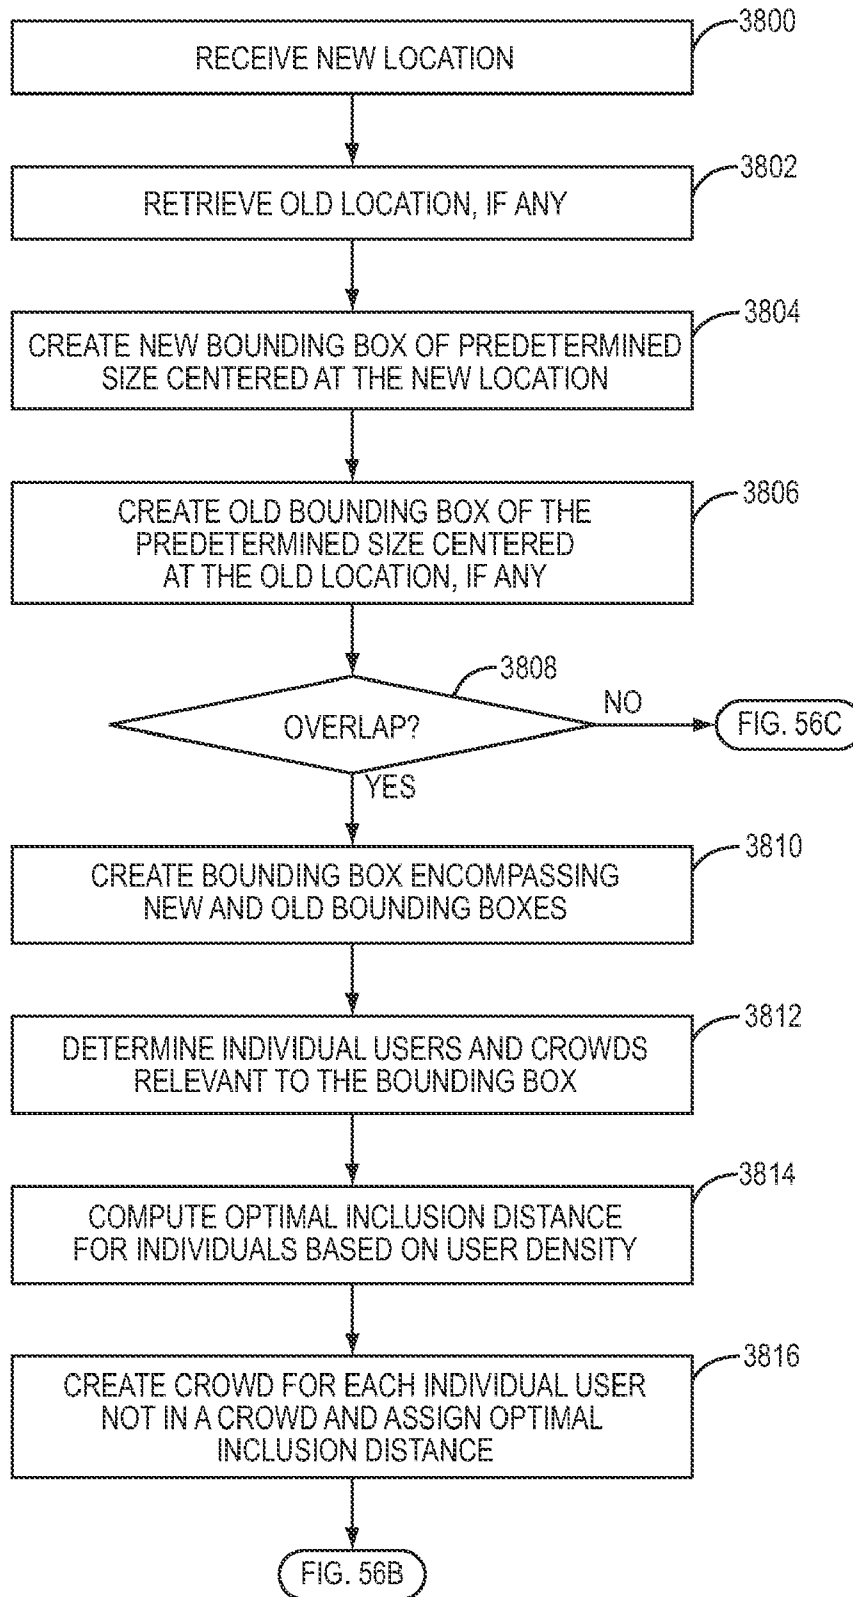 3800
RECEIVE NEW LOCATION
3802
RETRIEVE OLD LOCATION, IF ANY
3804
CREATE NEW BOUNDING BOX OF PREDETERMINED
SIZE CENTERED AT THE NEW LOCATION
3806
CREATE OLD BOUNDING BOX OF THE
PREDETERMINED SIZE CENTERED
AT THE OLD LOCATION, IF ANY
3808
OVERLAP?
NO
FIG. 56C
YES
3810
CREATE BOUNDING BOX ENCOMPASSING
NEW AND OLD BOUNDING BOXES
3812
DETERMINE INDIVIDUAL USERS AND CROWDS
RELEVANT TO THE BOUNDING BOX
3814
COMPUTE OPTIMAL INCLUSION DISTANCE
FOR INDIVIDUALS BASED ON USER DENSITY
3816
CREATE CROWD FOR EACH INDIVIDUAL USER
NOT IN A CROWD AND ASSIGN OPTIMAL
INCLUSION DISTANCE
FIG. 56B